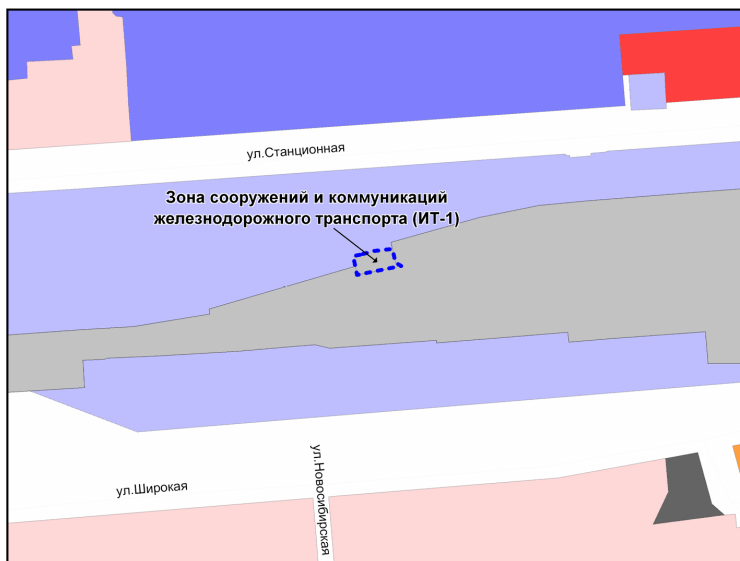 ул.Станционная
Зона сооружений и коммуникаций
железнодорожного транспорта (ИТ-1)
ул.Широкая
ул.Новосибирская